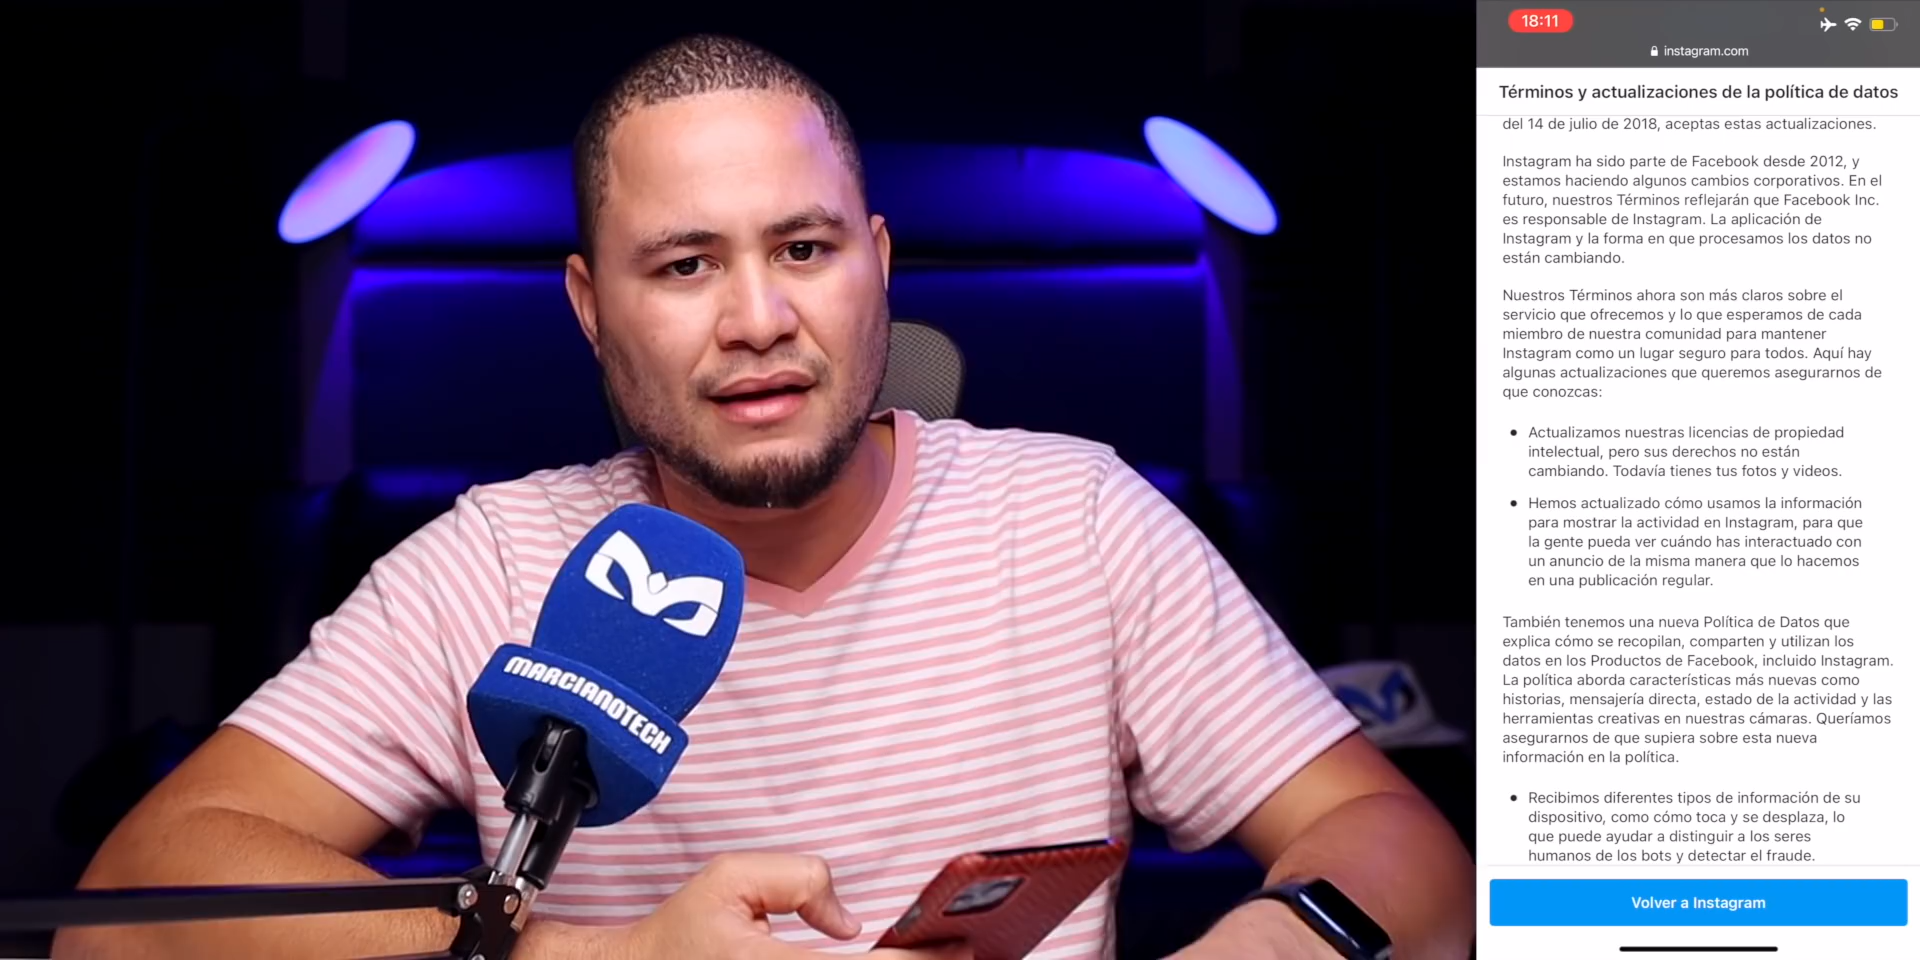 MARCIANOTECH
18:11
instagram.com
Términos y actualizaciones de la política de datos
del 14 de julio de 2018, aceptas estas actualizaciones.
Instagram ha sido parte de Facebook desde 2012, y
estamos haciendo algunos cambios corporativos. En el
futuro, nuestros Términos reflejarán que Facebook Inc.
es responsable de Instagram. La aplicación de
Instagram y la forma en que procesamos los datos no
están cambiando.
Nuestros Términos ahora son más claros sobre el
servicio que ofrecemos y lo que esperamos de cada
miembro de nuestra comunidad para mantener
Instagram como un lugar seguro para todos. Aquí hay
algunas actualizaciones que queremos asegurarnos de
que conozcas:
• Actualizamos nuestras licencias de propiedad
intelectual, pero sus derechos no están
cambiando. Todavía tienes tus fotos y videos.
• Hemos actualizado cómo usamos la información
para mostrar la actividad en Instagram, para que
la gente pueda ver cuándo has interactuado con
un anuncio de la misma manera que lo hacemos
en una publicación regular.
También tenemos una nueva Política de Datos que
explica cómo se recopilan, comparten y utilizan los
datos en los Productos de Facebook, incluido Instagram.
La política aborda características más nuevas como
historias, mensajería directa, estado de la actividad y las
herramientas creativas en nuestras cámaras. Queríamos
asegurarnos de que supiera sobre esta nueva
información en la política.
• Recibimos diferentes tipos de información de su
dispositivo, como cómo toca y se desplaza, lo
que puede ayudar a distinguir a los seres
humanos de los bots y detectar el fraude.
Volver a Instagram